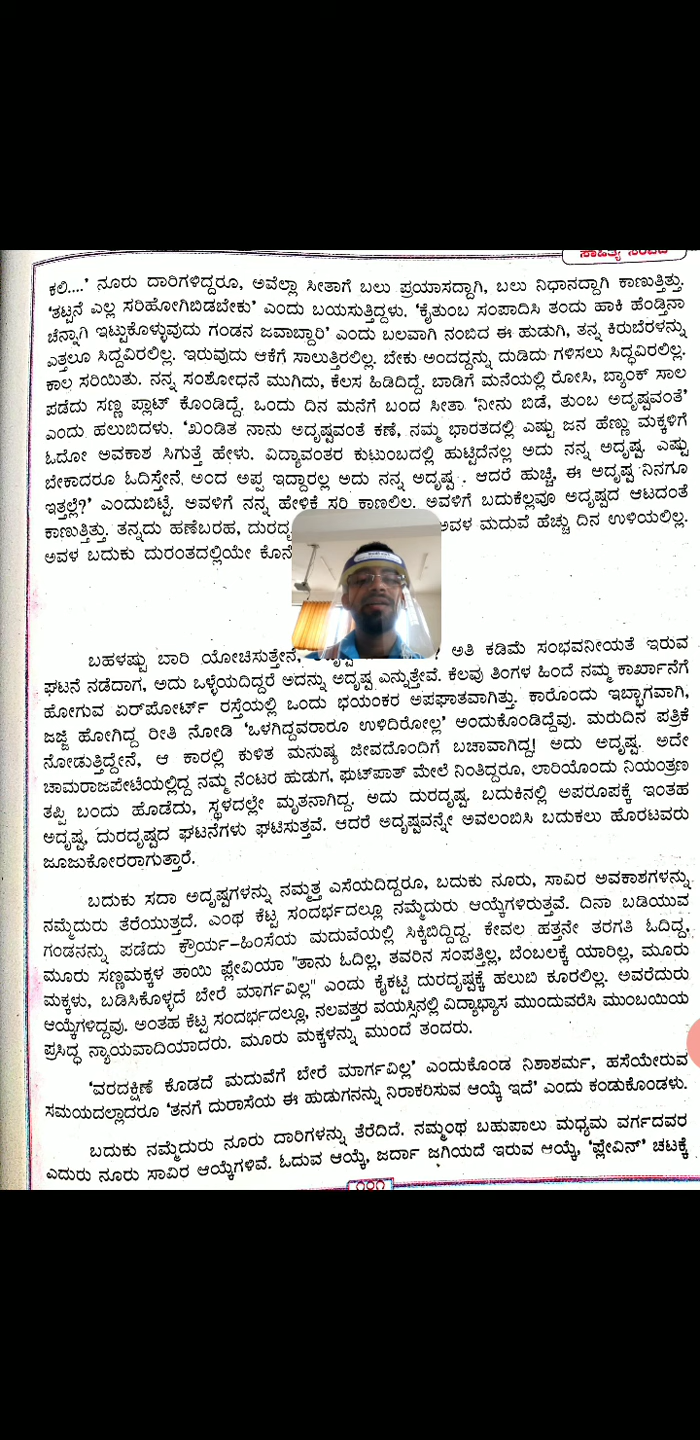 ಸಾಹಿತ್ಯ ಸಂಪದ
ಕಲಿ....' ನೂರು ದಾರಿಗಳಿದ್ದರೂ, ಅವೆಲ್ಲಾ ಸೀತಾಗೆ ಬಲು ಪ್ರಯಾಸದ್ದಾಗಿ, ಬಲು ನಿಧಾನದ್ದಾಗಿ ಕಾಣುತ್ತಿತ್ತು.
'ತಟ್ಟನೆ ಎಲ್ಲ ಸರಿಹೋಗಿಬಿಡಬೇಕು' ಎಂದು ಬಯಸುತ್ತಿದ್ದಳು. 'ಕೈತುಂಬ ಸಂಪಾದಿಸಿ ತಂದು ಹಾಕಿ ಹೆಂಡ್ತಿನಾ
ಚೆನ್ನಾಗಿ ಇಟ್ಟುಕೊಳ್ಳುವುದು ಗಂಡನ ಜವಾಬ್ದಾರಿ' ಎಂದು ಬಲವಾಗಿ ನಂಬಿದ ಈ ಹುಡುಗಿ, ತನ್ನ ಕಿರುಬೆರಳನ್ನು
ಎತ್ತಲೂ ಸಿದ್ದವಿರಲಿಲ್ಲ. ಇರುವುದು ಆಕೆಗೆ ಸಾಲುತ್ತಿರಲಿಲ್ಲ. ಬೇಕು ಅಂದದ್ದನ್ನು ದುಡಿದು ಗಳಿಸಲು ಸಿದ್ಧವಿರಲಿಲ್ಲ.
ಕಾಲ ಸರಿಯಿತು. ನನ್ನ ಸಂಶೋಧನೆ ಮುಗಿದು, ಕೆಲಸ ಹಿಡಿದಿದ್ದೆ. ಬಾಡಿಗೆ ಮನೆಯಲ್ಲಿ ರೋಸಿ, ಬ್ಯಾಂಕ್ ಸಾಲ
ಪಡೆದು ಸಣ್ಣ ಪ್ಲಾಟ್ ಕೊಂಡಿದ್ದೆ. ಒಂದು ದಿನ ಮನೆಗೆ ಬಂದ ಸೀತಾ 'ನೀನು ಬಿಡೆ, ತುಂಬ ಅದೃಷ್ಟವಂತೆ'
ಎಂದು ಹಲುಬಿದಳು. 'ಖಂಡಿತ ನಾನು ಅದೃಷ್ಟವಂತೆ ಕಣೆ, ನಮ್ಮ ಭಾರತದಲ್ಲಿ ಎಷ್ಟು ಜನ ಹೆಣ್ಣು ಮಕ್ಕಳಿಗೆ
ಓದೋ ಅವಕಾಶ ಸಿಗುತ್ತೆ ಹೇಳು. ವಿದ್ಯಾವಂತರ ಕುಟುಂಬದಲ್ಲಿ ಹುಟ್ಟಿದೆನಲ್ಲ ಅದು ನನ್ನ ಅದೃಷ್ಟ. ಎಷ್ಟು
ಬೇಕಾದರೂ ಓದಿಸ್ತೇನೆ, ಅಂದ ಅಪ್ಪ ಇದ್ದಾರಲ್ಲ ಅದು ನನ್ನ ಅದೃಷ್ಟ . ಆದರೆ ಹುಚ್ಚಿ, ಈ ಅದೃಷ್ಟ ನಿನಗೂ
ಇತ್ತಲ್ಲೆ?' ಎಂದುಬಿಟ್ಟೆ. ಅವಳಿಗೆ ನನ್ನ ಹೇಳಿಕೆ ಸರಿ ಕಾಣಲಿಲ್ಲ. ಅವಳಿಗೆ ಬದುಕೆಲ್ಲವೂ ಅದೃಷ್ಟದ ಆಟದಂತೆ
ಕಾಣುತ್ತಿತ್ತು. ತನ್ನದು ಹಣೆಬರಹ, ಅವಳ ಮದುವೆ ಹೆಚ್ಚು ದಿನ ಉಳಿಯಲಿಲ್ಲ.
ಅವಳ ಬದುಕು ದುರಂತದಲ್ಲಿಯೇ
ಬಹಳಷ್ಟು ಬಾರಿ ಯೋಚಿಸುತ್ತೇನೆ, ಅತಿ ಕಡಿಮೆ ಸಂಭವನೀಯತೆ ಇರುವ
ಘಟನೆ ನಡೆದಾಗ, ಅದು ಒಳ್ಳೆಯದಿದ್ದರೆ ಅದನ್ನು ಅದೃಷ್ಟ ಎನ್ನುತ್ತೇವೆ. ಕೆಲವು ತಿಂಗಳ ಹಿಂದೆ ನಮ್ಮ ಕಾರ್ಖಾನೆಗೆ
ಹೋಗುವ ಏರ್‌ಪೋರ್ಟ್ ರಸ್ತೆಯಲ್ಲಿ ಒಂದು ಭಯಂಕರ ಅಪಘಾತವಾಗಿತ್ತು. ಕಾರೊಂದು ಇಬ್ಭಾಗವಾಗಿ,
ಜಜ್ಜಿ ಹೋಗಿದ್ದ ರೀತಿ ನೋಡಿ 'ಒಳಗಿದ್ದವರಾರೂ ಉಳಿದಿರೋಲ್ಲ' ಅಂದುಕೊಂಡಿದ್ದೆವು. ಮರುದಿನ ಪತ್ರಿಕೆ
ನೋಡುತ್ತಿದ್ದೇನೆ, ಆ ಕಾರಲ್ಲಿ ಕುಳಿತ ಮನುಷ್ಯ ಜೀವದೊಂದಿಗೆ ಬಚಾವಾಗಿದ್ದ! ಅದು ಅದೃಷ್ಟ. ಅದೇ
ಚಾಮರಾಜಪೇಟೆಯಲ್ಲಿದ್ದ ನಮ್ಮ ನೆಂಟರ ಹುಡುಗ, ಫುಟ್‌ಪಾತ್ ಮೇಲೆ ನಿಂತಿದ್ದರೂ, ಲಾರಿಯೊಂದು ನಿಯಂತ್ರಣ
ತಪ್ಪಿ ಬಂದು ಹೊಡೆದು, ಸ್ಥಳದಲ್ಲೇ ಮೃತನಾಗಿದ್ದ. ಅದು ದುರದೃಷ್ಟ. ಬದುಕಿನಲ್ಲಿ ಅಪರೂಪಕ್ಕೆ ಇಂತಹ
ಅದೃಷ್ಟ, ದುರದೃಷ್ಟದ ಘಟನೆಗಳು ಘಟಿಸುತ್ತವೆ. ಆದರೆ ಅದೃಷ್ಟವನ್ನೇ ಅವಲಂಬಿಸಿ ಬದುಕಲು ಹೊರಟವರು
ಜೂಜುಕೋರರಾಗುತ್ತಾರೆ.
ಬದುಕು ಸದಾ ಅದೃಷ್ಟಗಳನ್ನು ನಮ್ಮತ್ತ ಎಸೆಯದಿದ್ದರೂ, ಬದುಕು ನೂರು, ಸಾವಿರ ಅವಕಾಶಗಳನ್ನು
ನಮ್ಮೆದುರು ತೆರೆಯುತ್ತದೆ. ಎಂಥ ಕೆಟ್ಟ ಸಂದರ್ಭದಲ್ಲೂ ನಮ್ಮೆದುರು ಆಯ್ಕೆಗಳಿರುತ್ತವೆ. ದಿನಾ ಬಡಿಯುವ
ಗಂಡನನ್ನು ಪಡೆದು ಕ್ರೌರ್ಯ-ಹಿಂಸೆಯ ಮದುವೆಯಲ್ಲಿ ಸಿಕ್ಕಿಬಿದ್ದಿದ್ದ. ಕೇವಲ ಹತ್ತನೇ ತರಗತಿ ಓದಿದ್ದ,
ಮೂರು ಸಣ್ಣಮಕ್ಕಳ ತಾಯಿ ಫ್ಲೇವಿಯಾ "ತಾನು ಓದಿಲ್ಲ, ತವರಿನ ಸಂಪತ್ತಿಲ್ಲ, ಬೆಂಬಲಕ್ಕೆ ಯಾರಿಲ್ಲ, ಮೂರು
ಮಕ್ಕಳು, ಬಡಿಸಿಕೊಳ್ಳದೆ ಬೇರೆ ಮಾರ್ಗವಿಲ್ಲ" ಎಂದು ಕೈಕಟ್ಟಿ ದುರದೃಷ್ಟಕ್ಕೆ ಹಲುಬಿ ಕೂರಲಿಲ್ಲ. ಅವರೆದುರು
ಆಯ್ಕೆಗಳಿದ್ದವು. ಅಂತಹ ಕೆಟ್ಟ ಸಂದರ್ಭದಲ್ಲೂ, ನಲವತ್ತರ ವಯಸ್ಸಿನಲ್ಲಿ ವಿದ್ಯಾಭ್ಯಾಸ ಮುಂದುವರೆಸಿ ಮುಂಬಯಿಯ
ಪ್ರಸಿದ್ಧ ನ್ಯಾಯವಾದಿಯಾದರು. ಮೂರು ಮಕ್ಕಳನ್ನು ಮುಂದೆ ತಂದರು.
'ವರದಕ್ಷಿಣೆ ಕೊಡದೆ ಮದುವೆಗೆ ಬೇರೆ ಮಾರ್ಗವಿಲ್ಲ' ಎಂದುಕೊಂಡ ನಿಶಾಶರ್ಮ, ಹಸೆಯೇರುವ
ಸಮಯದಲ್ಲಾದರೂ 'ತನಗೆ ದುರಾಸೆಯ ಈ ಹುಡುಗನನ್ನು ನಿರಾಕರಿಸುವ ಆಯ್ಕೆ ಇದೆ' ಎಂದು ಕಂಡುಕೊಂಡಳು.
ಬದುಕು ನಮ್ಮೆದುರು ನೂರು ದಾರಿಗಳನ್ನು ತೆರೆದಿದೆ. ನಮ್ಮಂಥ ಬಹುಪಾಲು ಮಧ್ಯಮ ವರ್ಗದವರ
ಎದುರು ನೂರು ಸಾವಿರ ಆಯ್ಕೆಗಳಿವೆ. ಓದುವ ಆಯ್ಕೆ, ಜರ್ದಾ ಜಗಿಯದೆ ಇರುವ ಆಯ್ಕೆ, 'ಫ್ಲೇವಿನ್' ಚಟಕ್ಕೆ
೧೦೧